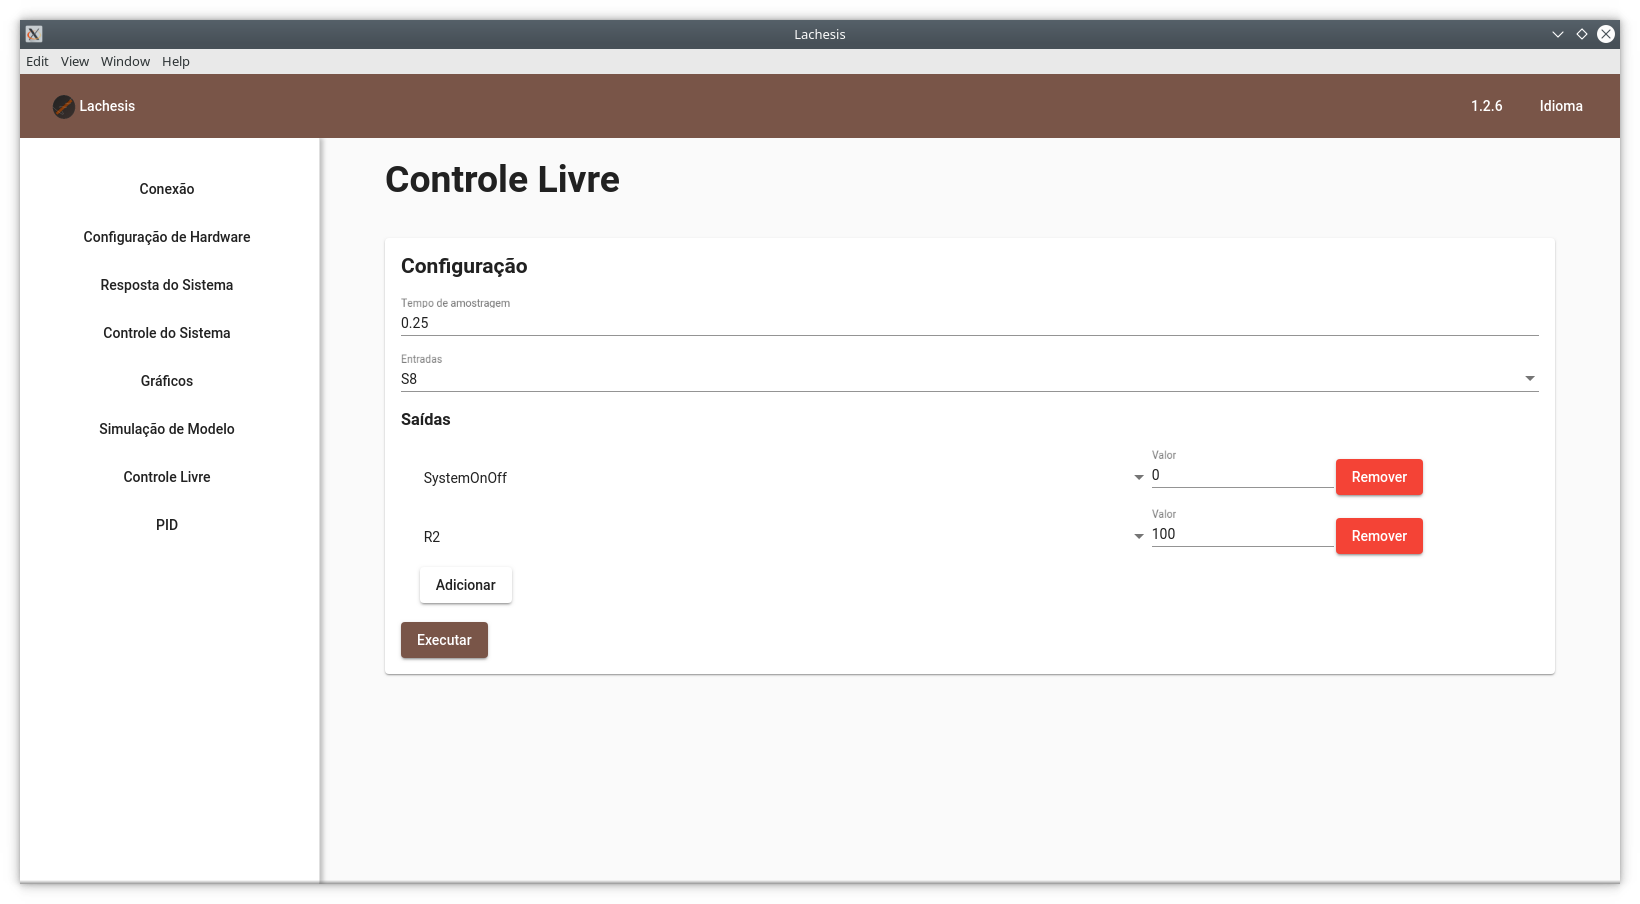 Lachesis
Edit View Window Help
Lachesis
1.2.6
Idioma
Conexão
Configuração de Hardware
Resposta do Sistema
Controle do Sistema
Gráficos
Simulação de Modelo
Controle Livre
PID
Controle Livre
Configuração
Tempo de amostragem
0.25
Entradas
S8
Saídas
SystemOnOff
Valor
0
Remover
R2
Valor
100
Remover
Adicionar
Executar